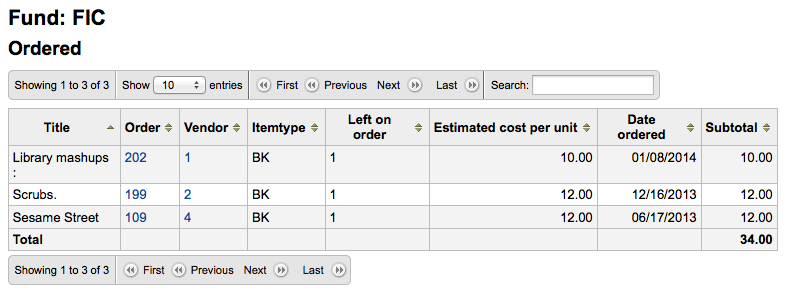 Fund: FIC
Ordered
Showing 1 to 3 of 3 Show 10 entries First Previous Next Last Search:
Title Order Vendor Itemtype Left on order Estimated cost per unit Date ordered Subtotal
Library mashups : 202 1 BK 1 10.00 01/08/2014 10.00
Scrubs. 199 2 BK 1 12.00 12/16/2013 12.00
Sesame Street 109 4 BK 1 12.00 06/17/2013 12.00
Total 34.00
Showing 1 to 3 of 3 First Previous Next Last